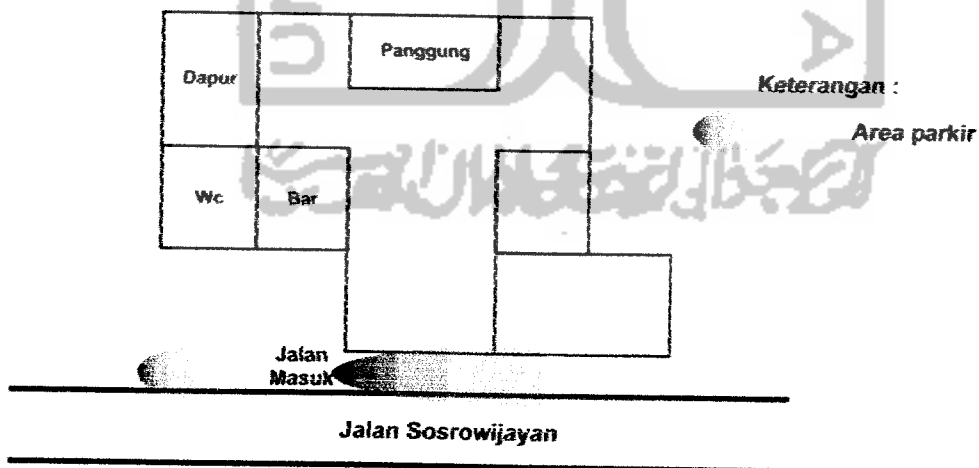 Panggung
Dapur
Keterangan :
Area parkir
Wc
Bar
Jalan
Masuk
Jalan Sosrowijayan